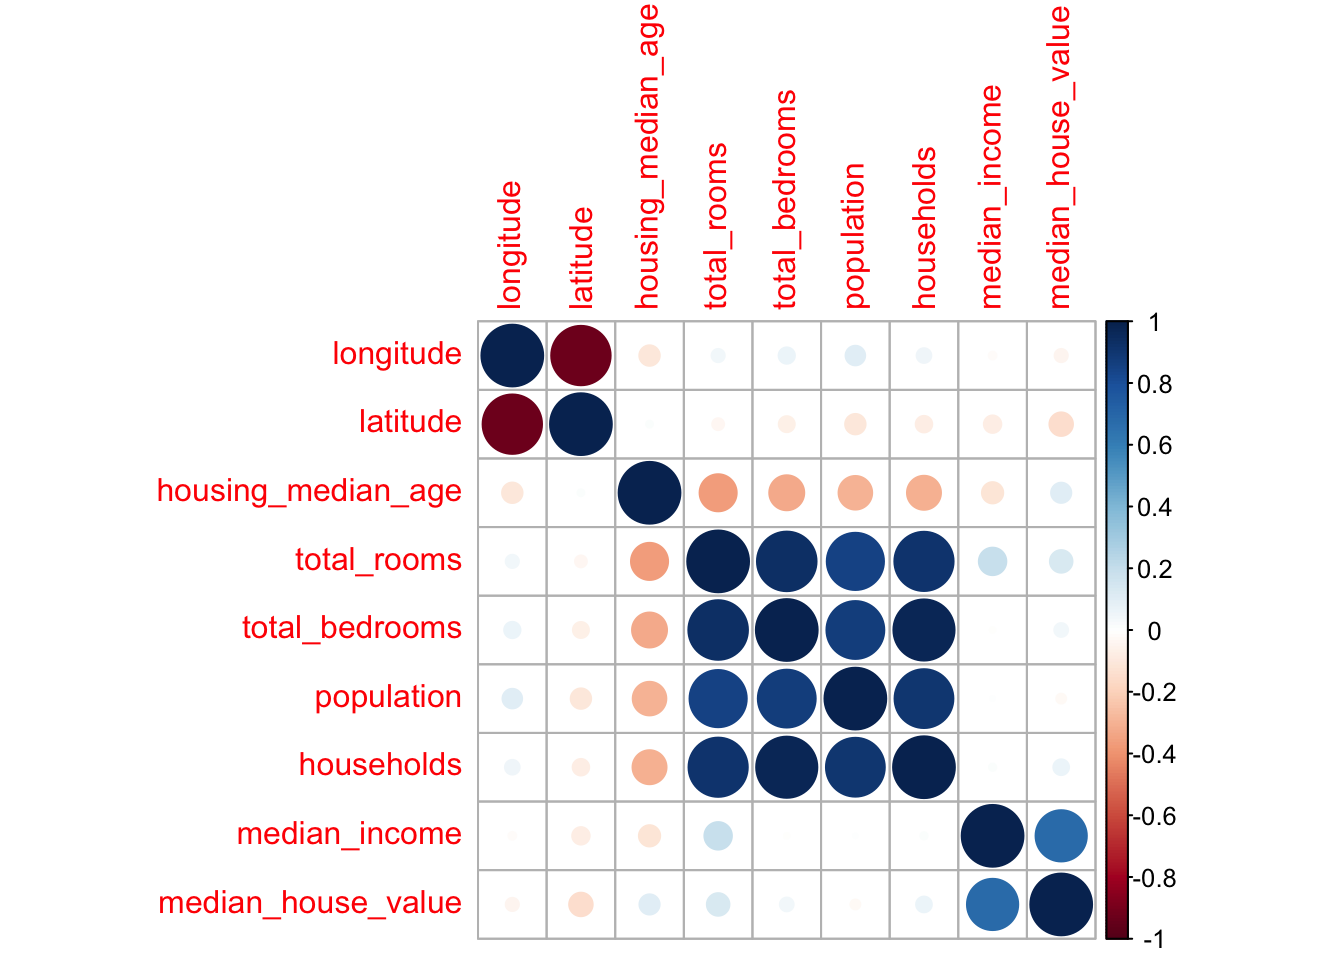 longitude
latitude
housing_median_age
total_rooms
total_bedrooms
population
households
median_income
median_house_value
longitude
latitude
housing_median_age
total_rooms
total_bedrooms
population
households
median_income
median_house_value
1
0.8
0.6
0.4
0.2
0
-0.2
-0.4
-0.6
-0.8
-1